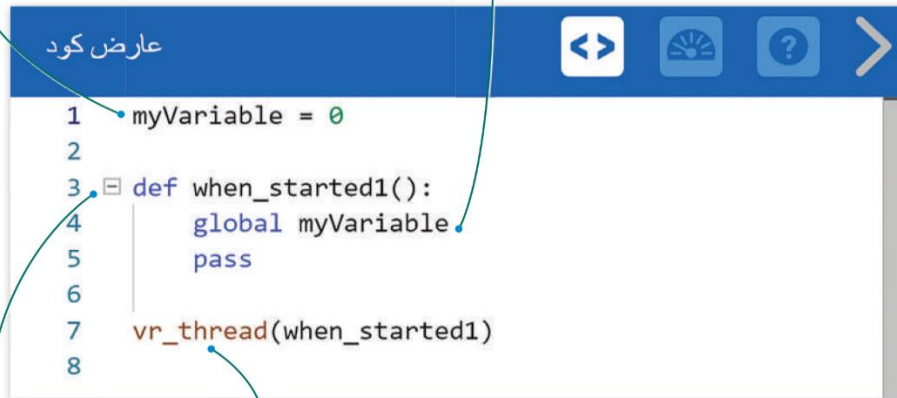 عارض كود
<>
?
1 myVariable = 0
2
3 def when_started1():
4 global myVariable
5 pass
6
7 vr_thread(when_started1)
8